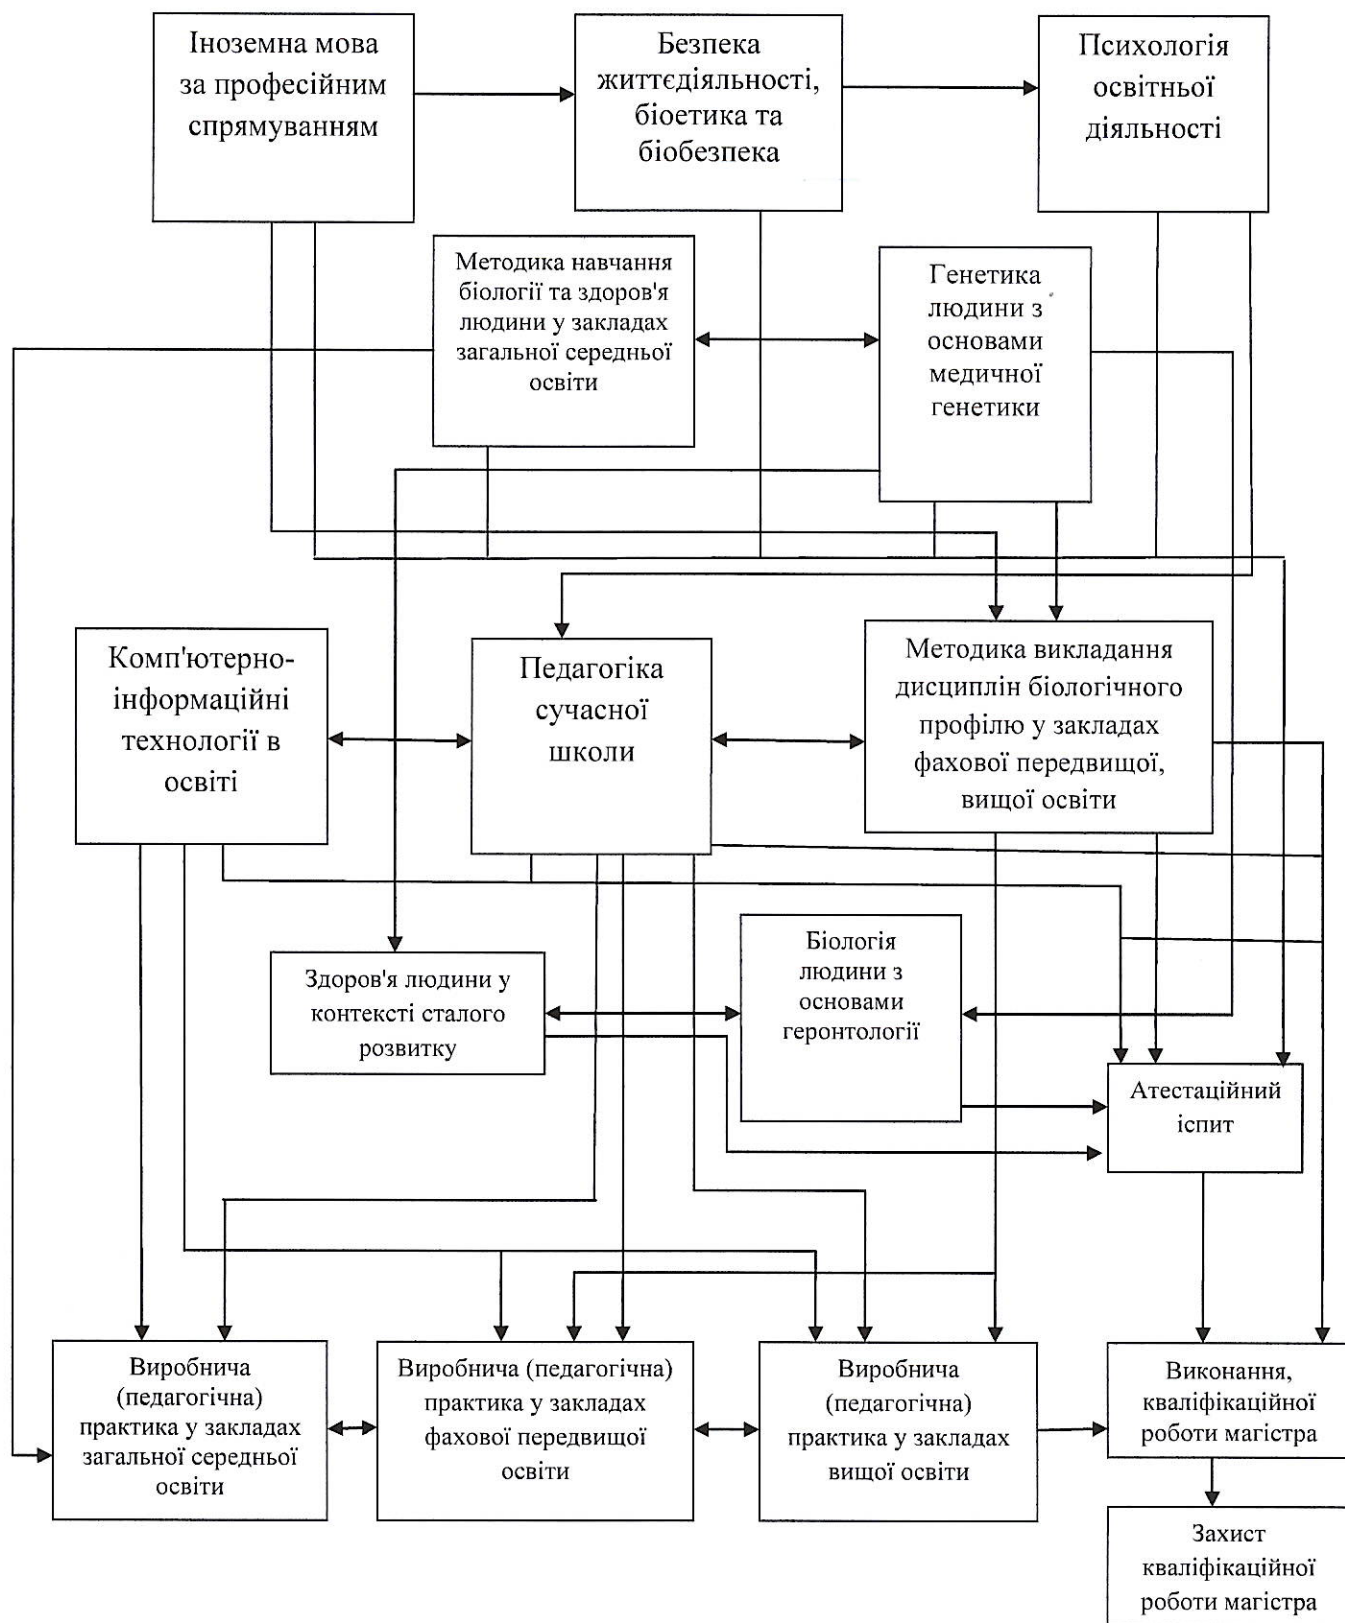 Іноземна мова
за професійним
спрямуванням
Безпека
життєдіяльності,
біоетика та
біобезпека
Психологія
освітньої
діяльності
Методика навчання
біології та здоров'я
людини у закладах
загальної середньої
освіти
Генетика
людини з
основами
медичної
генетики
Комп'ютерно-
інформаційні
технології в
освіті
Педагогіка
сучасної
школи
Методика викладання
дисциплін біологічного
профілю у закладах
фахової передвищої,
вищої освіти
Здоров'я людини у
контексті сталого
розвитку
Біологія
людини з
основами
геронтології
Атестаційний
іспит
Виробнича
(педагогічна)
практика у закладах
загальної середньої
освіти
Виробнича (педагогічна)
практика у закладах
фахової передвищої
освіти
Виробнича
(педагогічна)
практика у закладах
вищої освіти
Виконання,
кваліфікаційної
роботи магістра
Захист
кваліфікаційної
роботи магістра